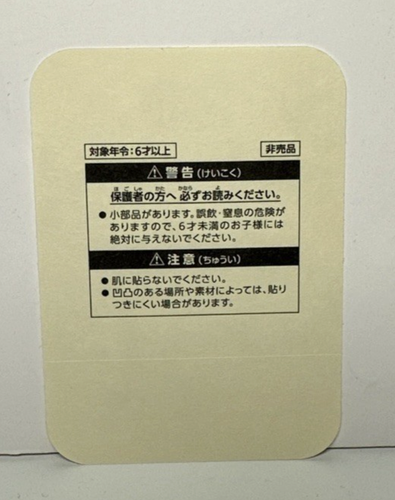 対象年令:6才以上
非売品
⚠警告(けいこく)
保護者の方へ 必ずお読みください。
●小部品があります。誤飲・窒息の危険が
ありますので、6才未満のお子様には
絶対に与えないでください。
⚠注意(ちゅうい)
●肌に貼らないでください。
●凹凸のある場所や素材によっては、貼り
つきにくい場合があります。